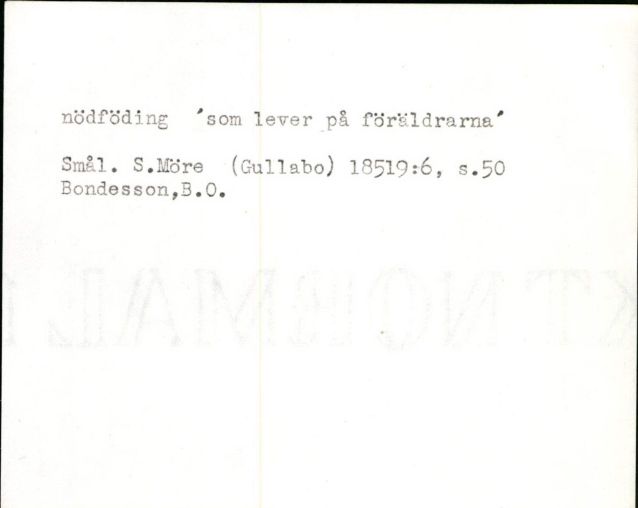 nödföding 'som lever på föräldrarna'
Smål. S.Möre (Gullabo) 18519:6, s.50
Bondesson,B.O.